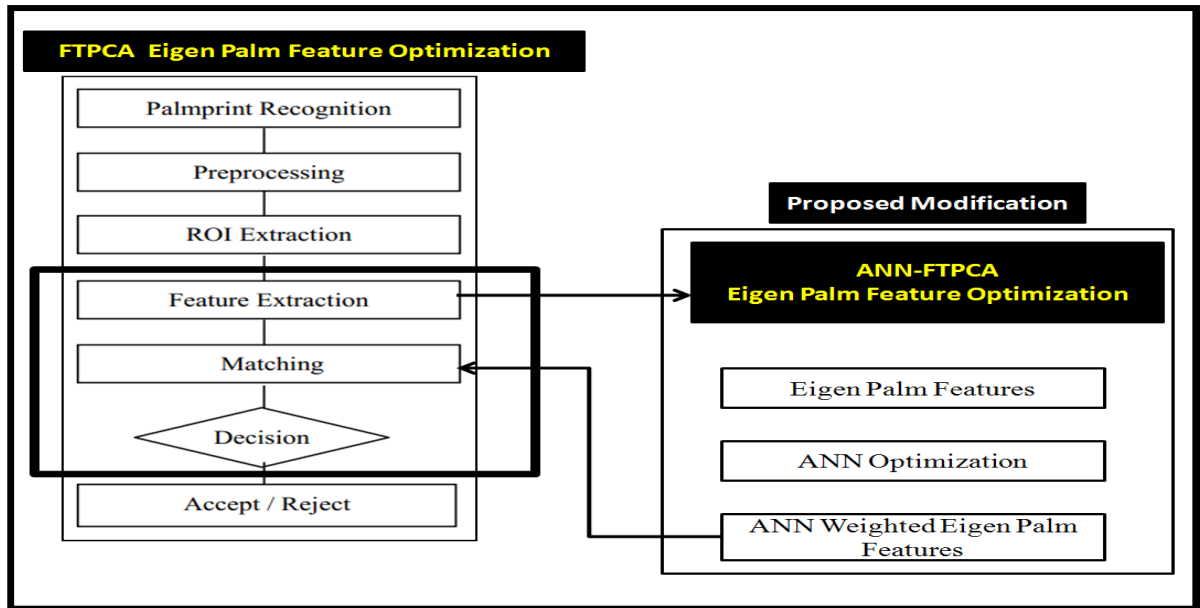 FTPCA Eigen Palm Feature Optimization
Palmprint Recognition
Preprocessing
ROI Extraction
Feature Extraction
Matching
Decision
Accept / Reject
Proposed Modification
ANN-FTPCA
Eigen Palm Feature Optimization
Eigen Palm Features
ANN Optimization
ANN Weighted Eigen Palm
Features